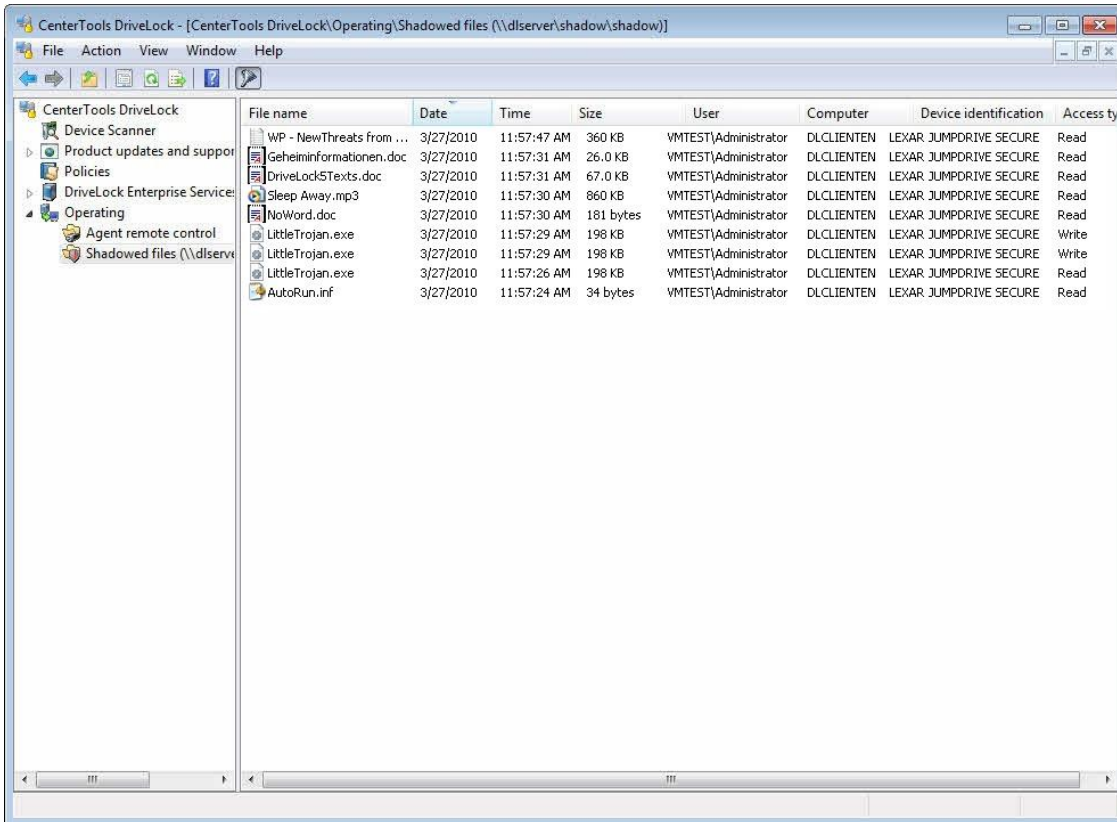 CenterTools DriveLock - [CenterTools DriveLock\Operating\Shadowed files (\\dlserver\shadow\shadow)]
File Action View Window Help
CenterTools DriveLock
Device Scanner
Product updates and suppor
Policies
DriveLock Enterprise Services
Operating
Agent remote control
Shadowed files (\\dlserve
File name Date Time Size User Computer Device identification Access ty
WP - NewThreats from ... 3/27/2010 11:57:47 AM 360 KB VMTEST\Administrator DLCLIENTEN LEXAR JUMPDRIVE SECURE Read
Geheiminformationen.doc 3/27/2010 11:57:31 AM 26.0 KB VMTEST\Administrator DLCLIENTEN LEXAR JUMPDRIVE SECURE Read
DriveLock5Texts.doc 3/27/2010 11:57:31 AM 67.0 KB VMTEST\Administrator DLCLIENTEN LEXAR JUMPDRIVE SECURE Read
Sleep Away.mp3 3/27/2010 11:57:30 AM 860 KB VMTEST\Administrator DLCLIENTEN LEXAR JUMPDRIVE SECURE Read
NoWord.doc 3/27/2010 11:57:30 AM 181 bytes VMTEST\Administrator DLCLIENTEN LEXAR JUMPDRIVE SECURE Read
LittleTrojan.exe 3/27/2010 11:57:29 AM 198 KB VMTEST\Administrator DLCLIENTEN LEXAR JUMPDRIVE SECURE Write
LittleTrojan.exe 3/27/2010 11:57:29 AM 198 KB VMTEST\Administrator DLCLIENTEN LEXAR JUMPDRIVE SECURE Write
LittleTrojan.exe 3/27/2010 11:57:26 AM 198 KB VMTEST\Administrator DLCLIENTEN LEXAR JUMPDRIVE SECURE Read
AutoRun.inf 3/27/2010 11:57:24 AM 34 bytes VMTEST\Administrator DLCLIENTEN LEXAR JUMPDRIVE SECURE Read